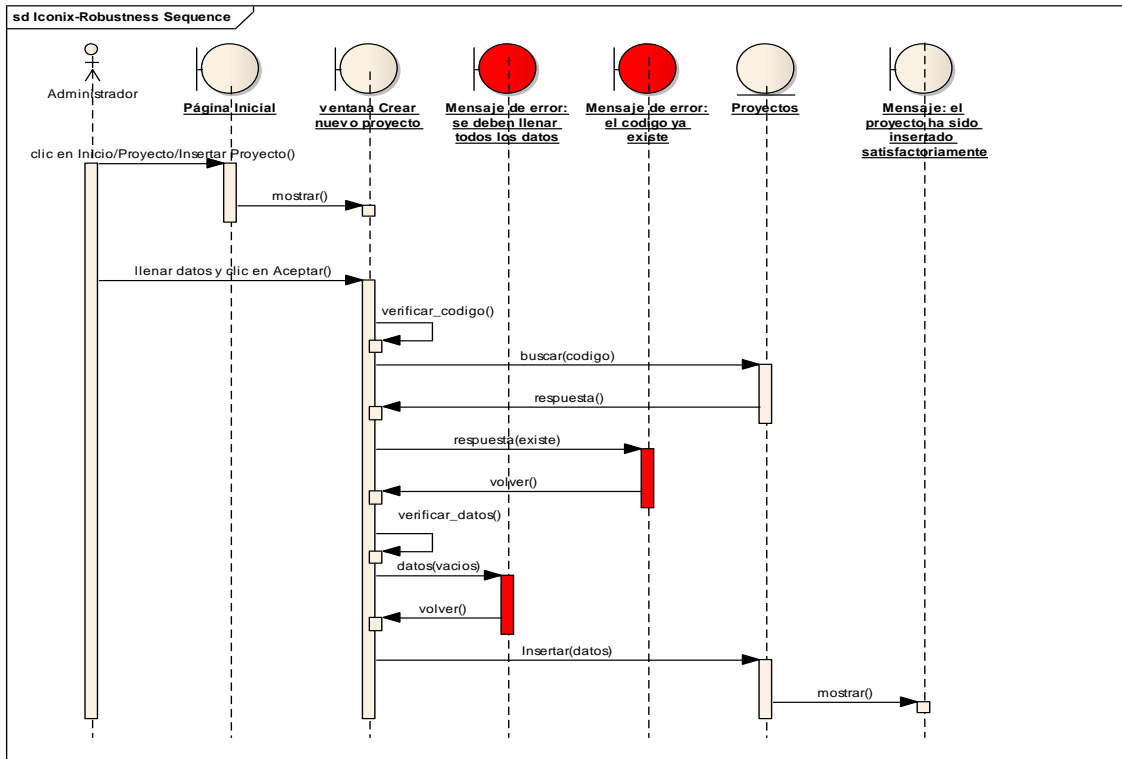 sd Iconix-Robustness Sequence
Administrador
Página Inicial
ventana Crear
nuevo proyecto
Mensaje de error:
se deben llenar
todos los datos
Mensaje de error:
el codigo ya
existe
Proyectos
Mensaje: el
proyecto ha sido
insertado
satisfactoriamente
clic en Inicio/Proyecto/Insertar Proyecto()
mostrar()
llenar datos y clic en Aceptar()
verificar_codigo()
buscar(codigo)
respuesta()
respuesta(existe)
volver()
verificar_datos()
datos(vacios)
volver()
Insertar(datos)
mostrar()